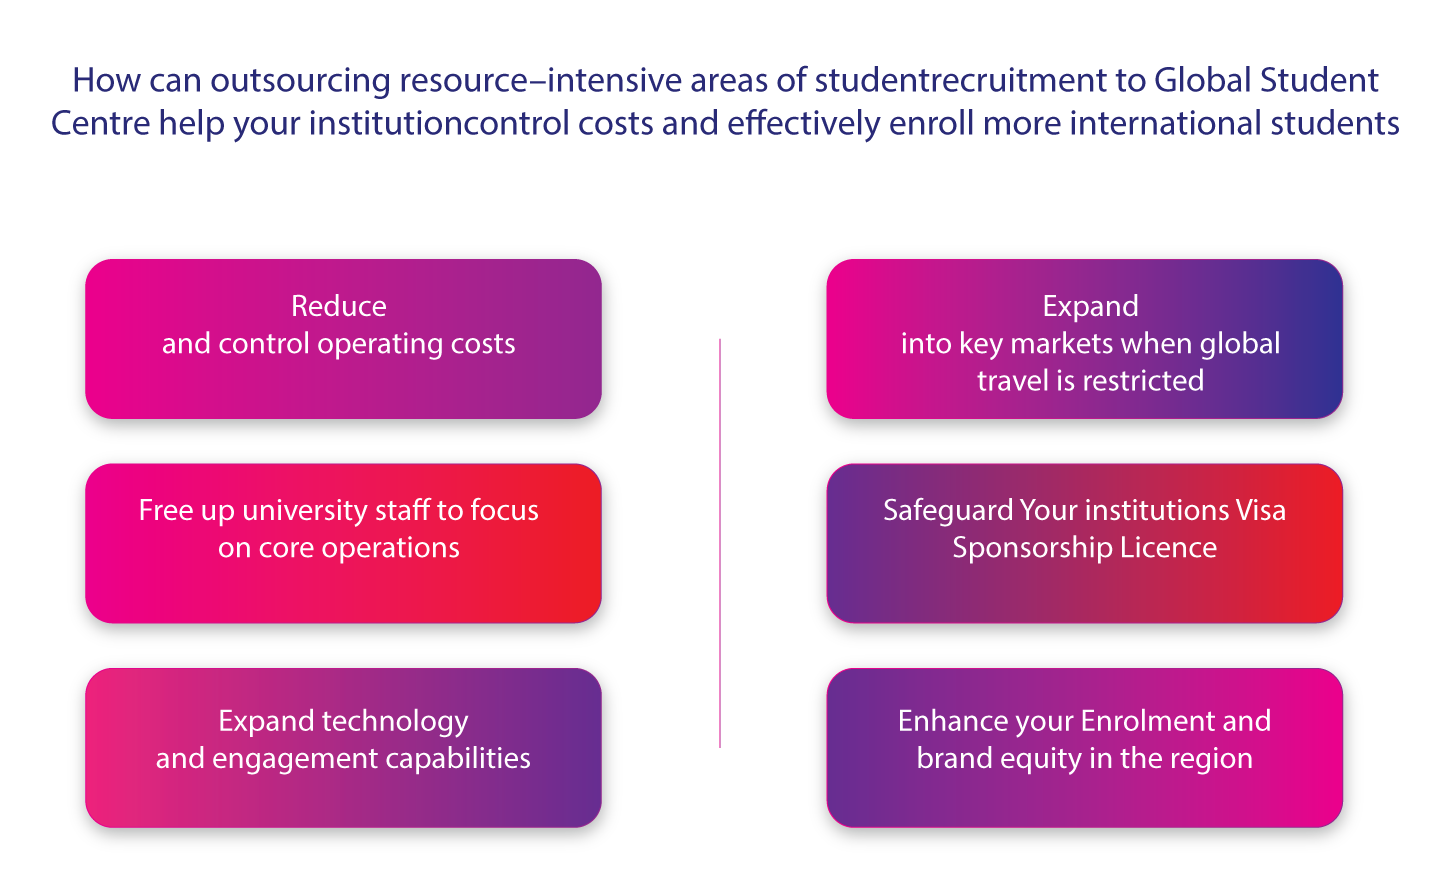 How can outsourcing resource–intensive areas of studentrecruitment to Global Student
Centre help your institutioncontrol costs and effectively enroll more international students
Reduce
and control operating costs
Free up university staff to focus
on core operations
Expand technology
and engagement capabilities
Expand
into key markets when global
travel is restricted
Safeguard Your institutions Visa
Sponsorship Licence
Enhance your Enrolment and
brand equity in the region